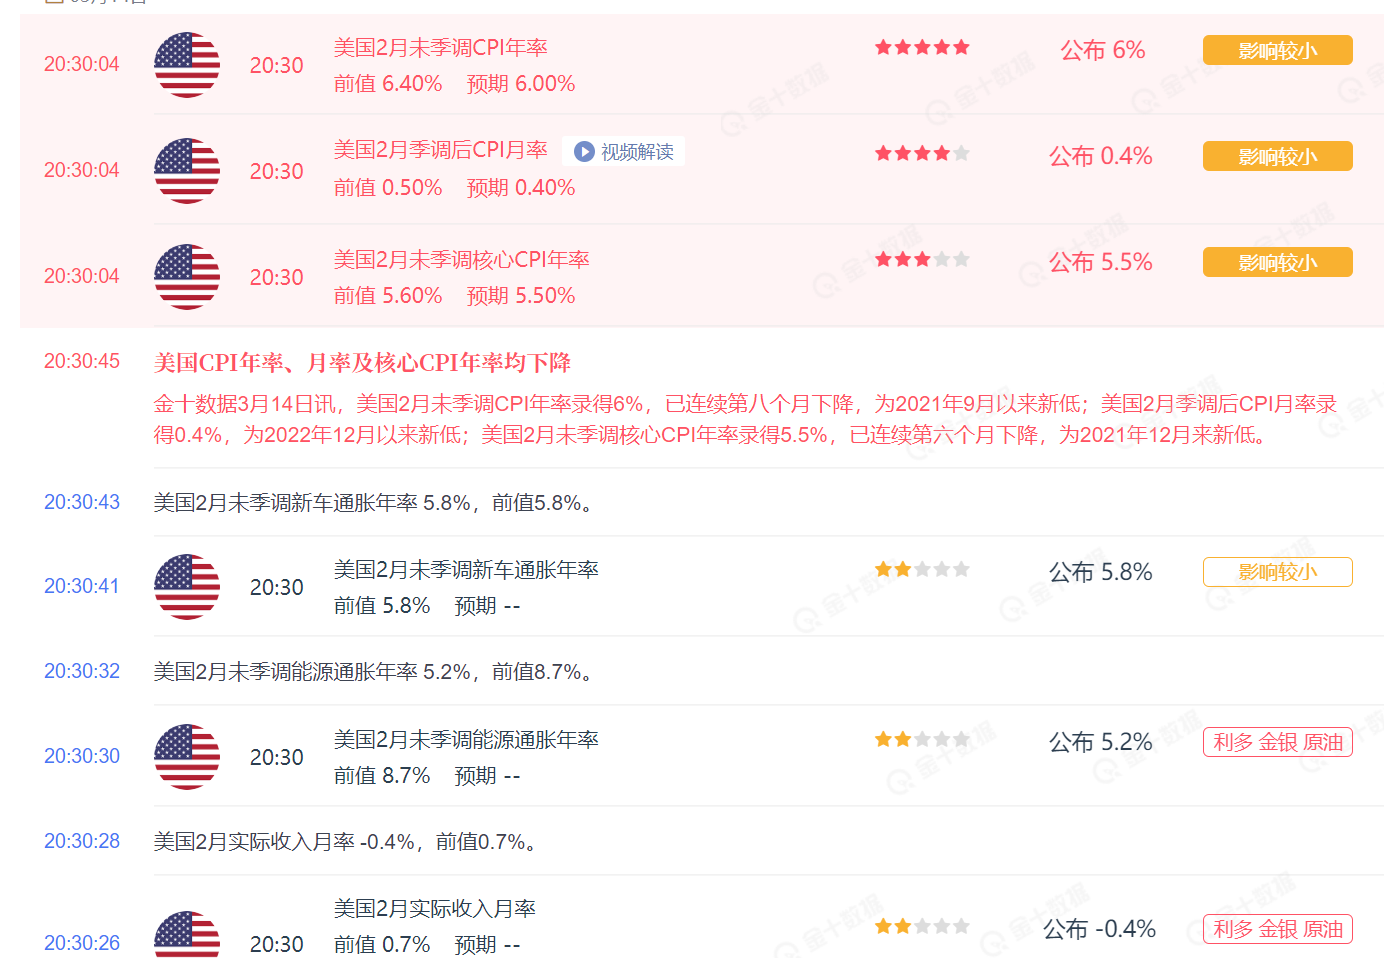 20:30:04
20:30
美国2月未季调CPI年率
前值 6.40% 预期 6.00%
公布 6%
影响较小
20:30:04
20:30
美国2月季调后CPI月率 视频解读
前值 0.50% 预期 0.40%
公布 0.4%
影响较小
20:30:04
20:30
美国2月未季调核心CPI年率
前值 5.60% 预期 5.50%
公布 5.5%
影响较小
20:30:45
美国CPI年率、月率及核心CPI年率均下降
金十数据3月14日讯，美国2月未季调CPI年率录得6%，已连续第八个月下降，为2021年9月以来新低；美国2月季调后CPI月率录
得0.4%，为2022年12月以来新低；美国2月未季调核心CPI年率录得5.5%，已连续第六个月下降，为2021年12月来新低。
20:30:43
美国2月未季调新车通胀年率 5.8%，前值5.8%。
20:30:41
20:30
美国2月未季调新车通胀年率
前值 5.8% 预期 --
公布 5.8%
影响较小
20:30:32
美国2月未季调能源通胀年率 5.2%，前值8.7%。
20:30:30
20:30
美国2月未季调能源通胀年率
前值 8.7% 预期 --
公布 5.2%
利多 金银 原油
20:30:28
美国2月实际收入月率 -0.4%，前值0.7%。
20:30:26
20:30
美国2月实际收入月率
前值 0.7% 预期 --
公布 -0.4%
利多 金银 原油
金十数据